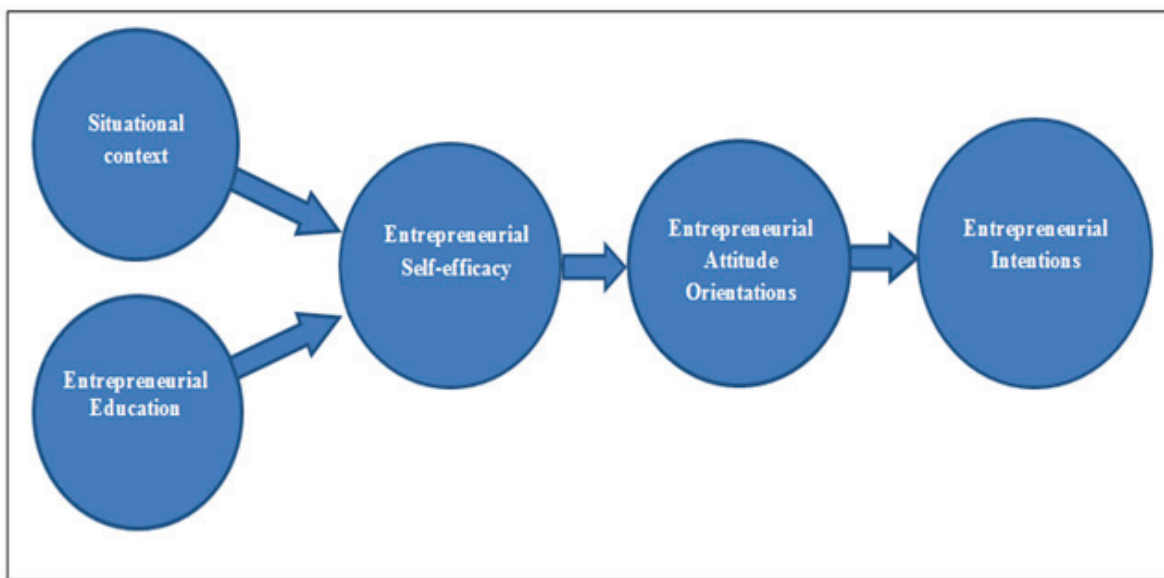 Situational
context
Entrepreneurial
Education
Entrepreneurial
Self-efficacy
Entrepreneurial
Attitude
Orientations
Entrepreneurial
Intentions